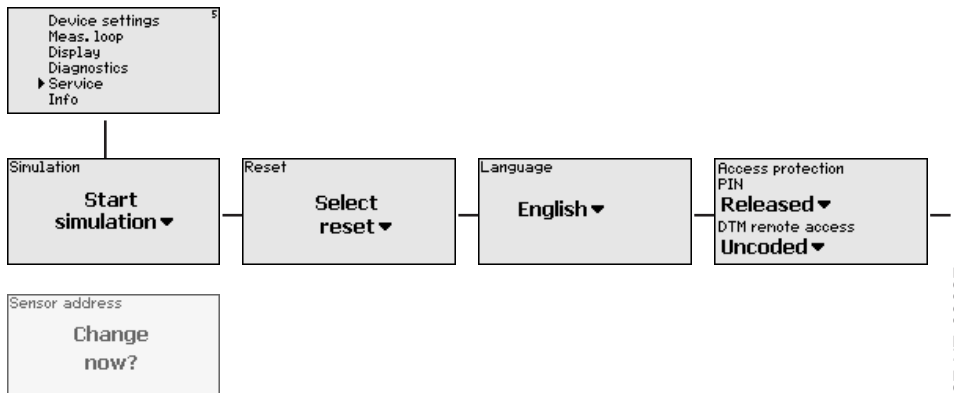 Device settings 5
Meas. loop
Display
Diagnostics
Service
Info
Simulation
Start
simulation
Reset
Select
reset
Language
English
Access protection
PIN
Released
DTM remote access
Uncoded
Sensor address
Change
now?